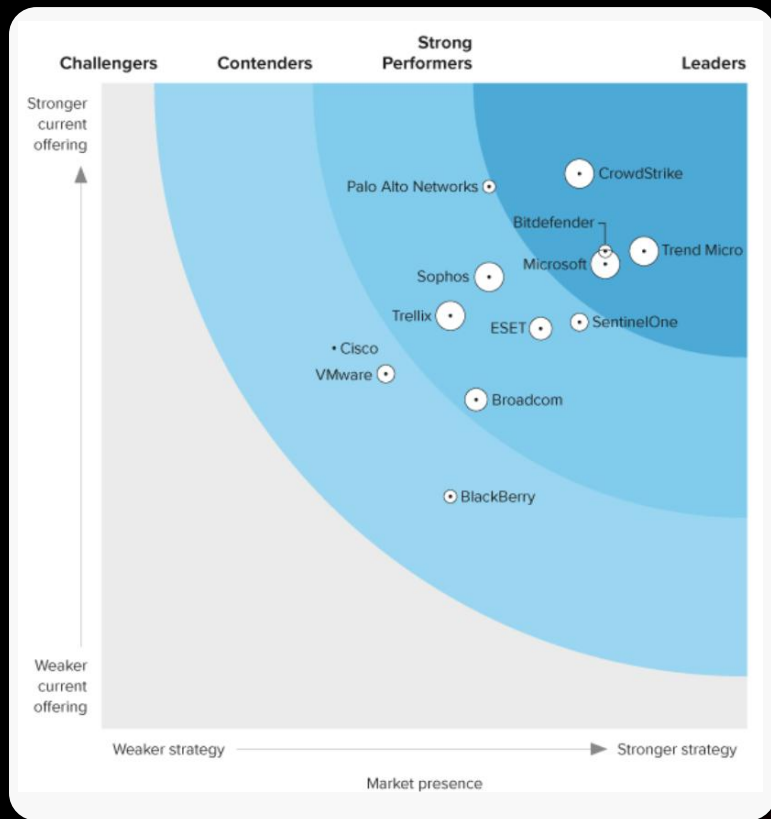 Challengers
Contenders
Strong
Performers
Leaders
Stronger
current
offering
CrowdStrike
Palo Alto Networks
Bitdefender
Trend Micro
Microsoft
Sophos
Trellix
SentinelOne
ESET
Cisco
VMware
Broadcom
BlackBerry
Weaker
current
offering
Weaker strategy
Stronger strategy
Market presence